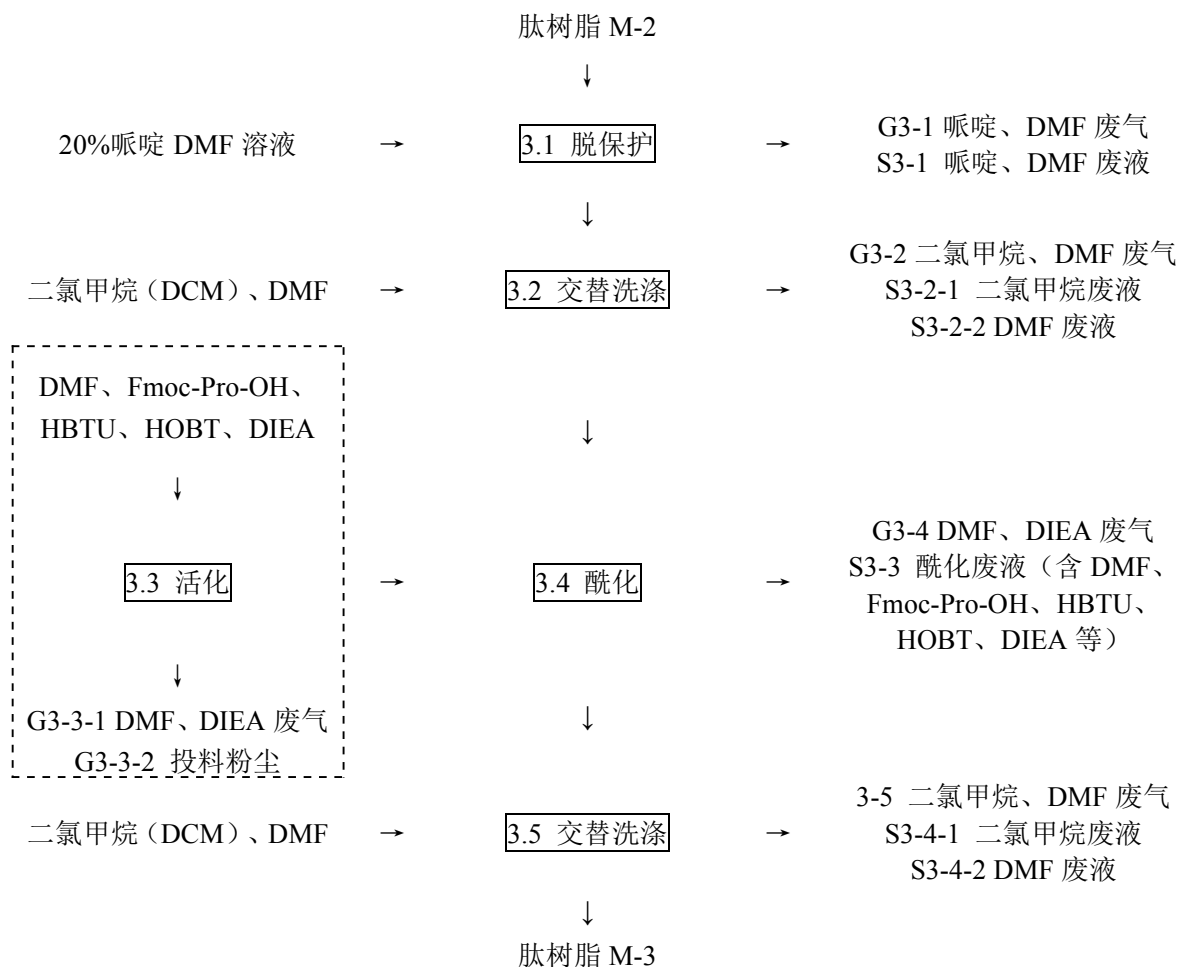 肽树脂 M-2
↓
20%哌啶 DMF 溶液 → 3.1 脱保护 → G3-1 哌啶、DMF 废气
S3-1 哌啶、DMF 废液
↓
二氯甲烷（DCM）、DMF → 3.2 交替洗涤 → G3-2 二氯甲烷、DMF 废气
S3-2-1 二氯甲烷废液
S3-2-2 DMF 废液
DMF、Fmoc-Pro-OH、
HBTU、HOBT、DIEA
↓
↓
3.3 活化 → 3.4 酰化 → G3-4 DMF、DIEA 废气
S3-3 酰化废液（含 DMF、
Fmoc-Pro-OH、HBTU、
HOBT、DIEA 等）
↓
G3-3-1 DMF、DIEA 废气
G3-3-2 投料粉尘
↓
二氯甲烷（DCM）、DMF → 3.5 交替洗涤 → 3-5 二氯甲烷、DMF 废气
S3-4-1 二氯甲烷废液
S3-4-2 DMF 废液
↓
肽树脂 M-3